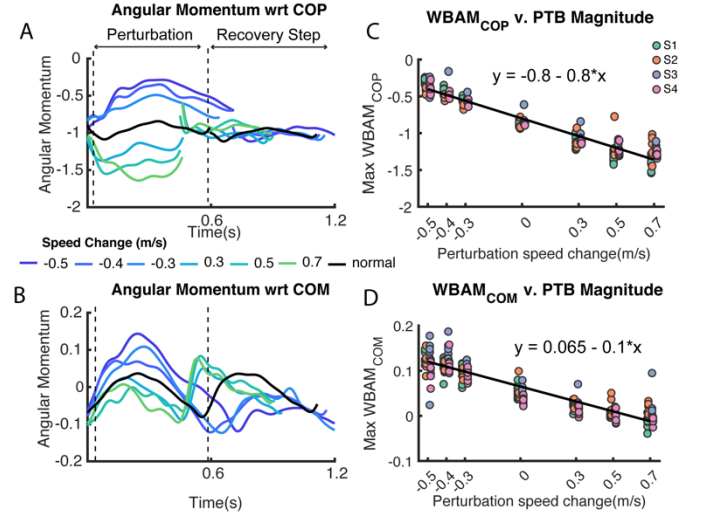 Angular Momentum wrt COP
A
Perturbation
Recovery Step
Angular Momentum
0
-0.5
-1
-1.5
-2
0.6
1.2
Time(s)
Speed Change (m/s)
-0.5
-0.4
-0.3
0.3
0.5
0.7
normal
B
Angular Momentum wrt COM
Angular Momentum
0.2
0.1
0
-0.1
-0.2
0.6
1.2
Time(s)
WBAMCOP v. PTB Magnitude
C
S1
S2
S3
S4
y = -0.8 - 0.8*x
Max WBAMCOP
0
-0.5
-1
-1.5
-2
-0.5
-0.4
-0.3
0
0.3
0.5
0.7
Perturbation speed change(m/s)
D
WBAMCOM v. PTB Magnitude
y = 0.065 - 0.1*x
Max WBAMCOM
0.2
0.1
0
-0.1
-0.5
-0.4
-0.3
0
0.3
0.5
0.7
Perturbation speed change(m/s)